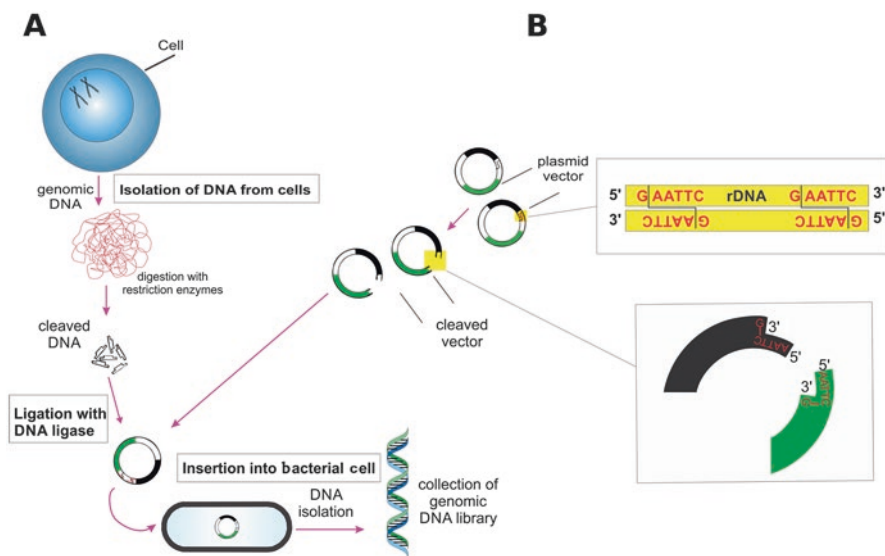 A
B
Cell
genomic
DNA
Isolation of DNA from cells
digestion with
restriction enzymes
cleaved
DNA
Ligation with
DNA ligase
Insertion into bacterial cell
DNA
isolation
collection of
genomic
DNA library
plasmid
vector
cleaved
vector
5' G AATTC rDNA G AATTC 3'
3' CTTAA G CTTAA G 5'
3'
G
AATTC
5'
5'
3'